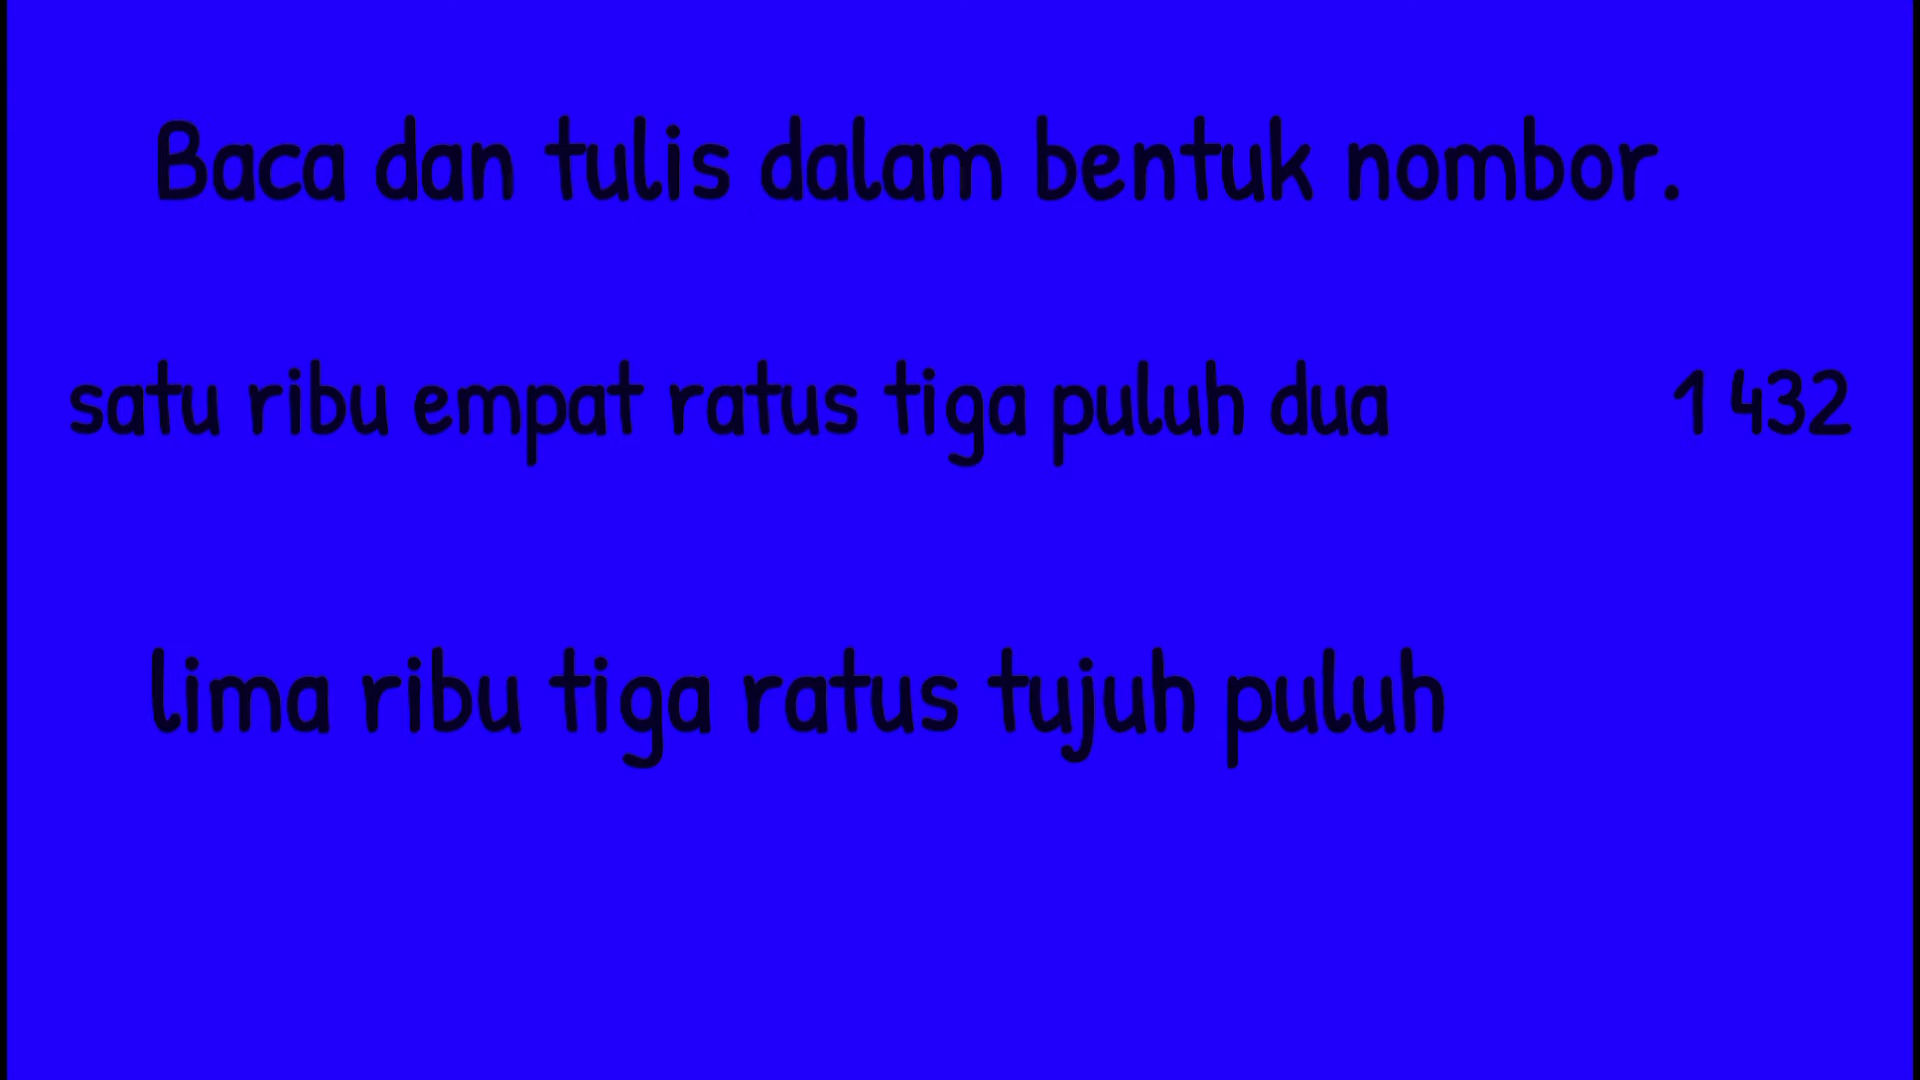 Baca dan tulis dalam bentuk nombor.
satu ribu empat ratus tiga puluh dua 1 432
lima ribu tiga ratus tujuh puluh